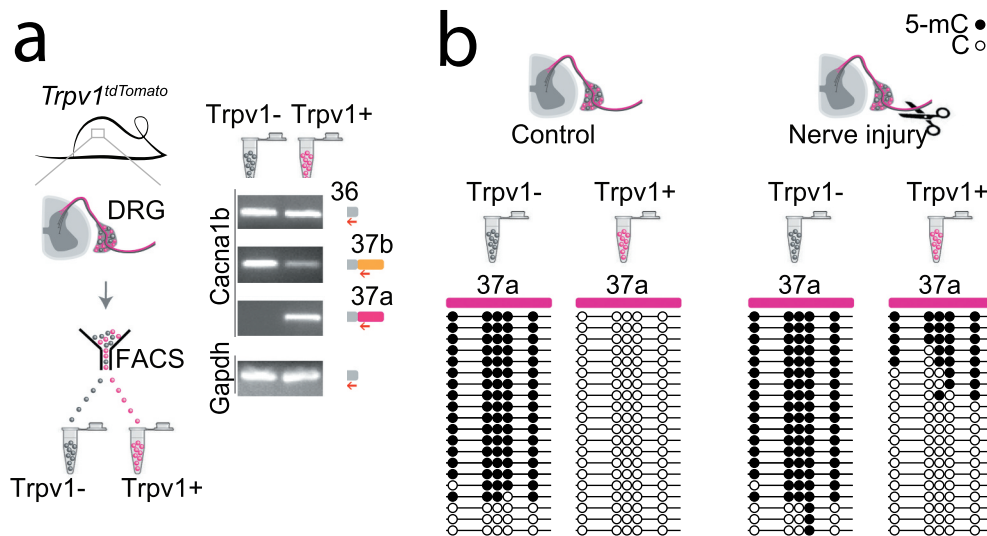 a
Trpv1tdTomato
DRG
FACS
Trpv1-
Trpv1+
Trpv1-
Trpv1+
Cacna1b
Gapdh
36
37b
37a
b
5-mC
C
Control
Nerve injury
Trpv1-
Trpv1+
Trpv1-
Trpv1+
37a
37a
37a
37a